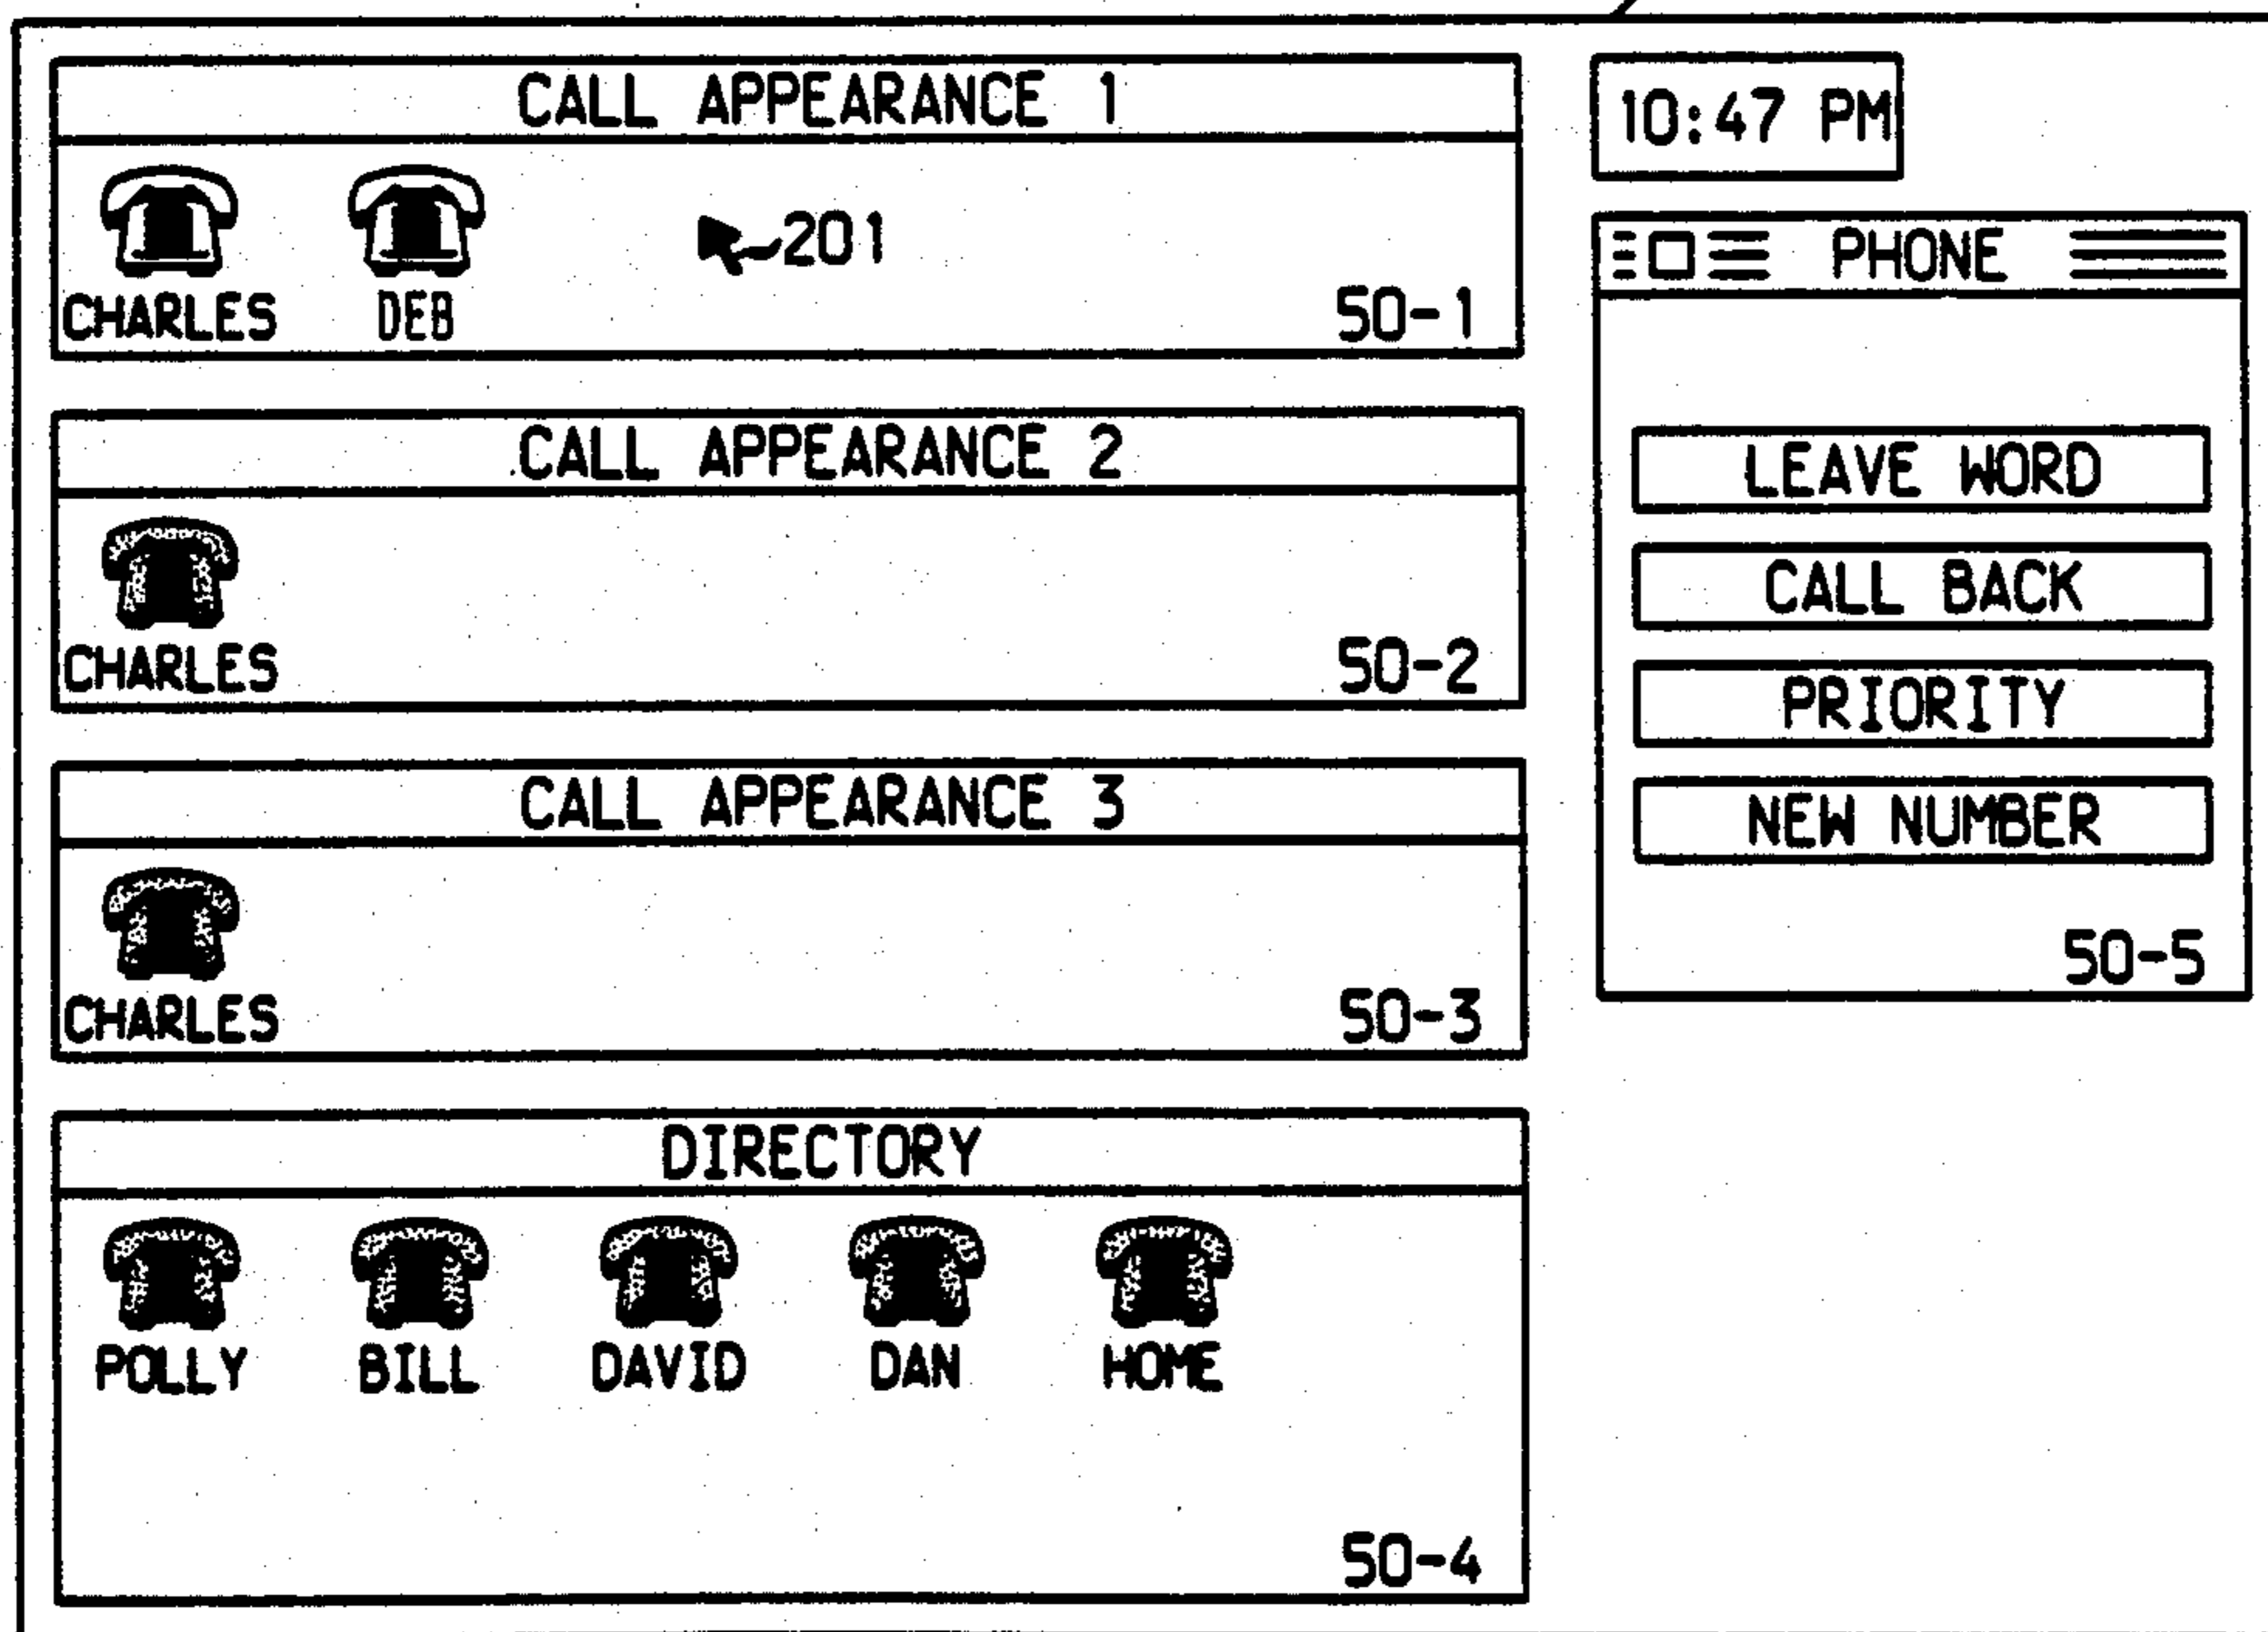 CALL APPEARANCE 1
CHARLES DEB 201
50-1
CALL APPEARANCE 2
CHARLES
50-2
CALL APPEARANCE 3
CHARLES
50-3
DIRECTORY
POLLY BILL DAVID DAN HOME
50-4
10:47 PM
PHONE
LEAVE WORD
CALL BACK
PRIORITY
NEW NUMBER
50-5